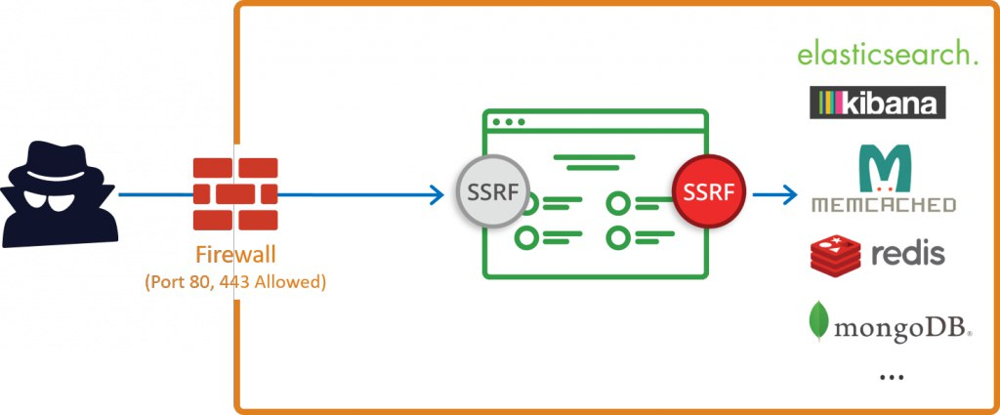 elasticsearch.
kibana
MEMCACHED
SSRF
SSRF
redis
Firewall
(Port 80, 443 Allowed)
mongoDB®
...